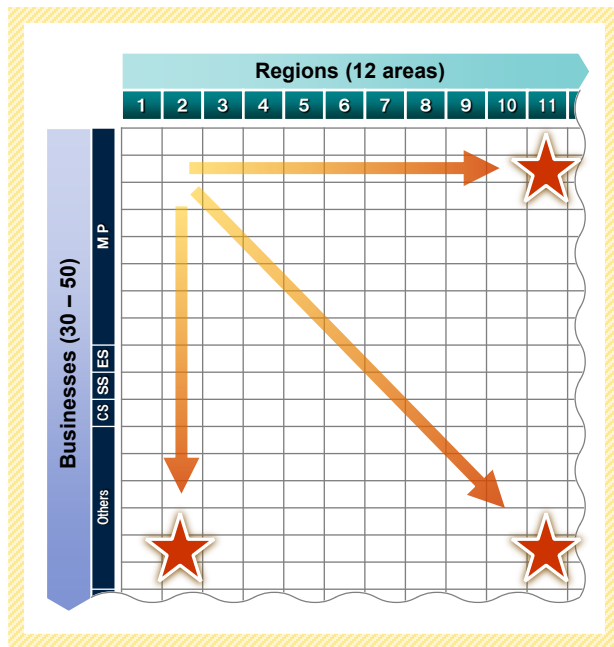 Regions (12 areas)
1 2 3 4 5 6 7 8 9 10 11
Businesses (30 – 50)
MP
ES
SS
CS
Others